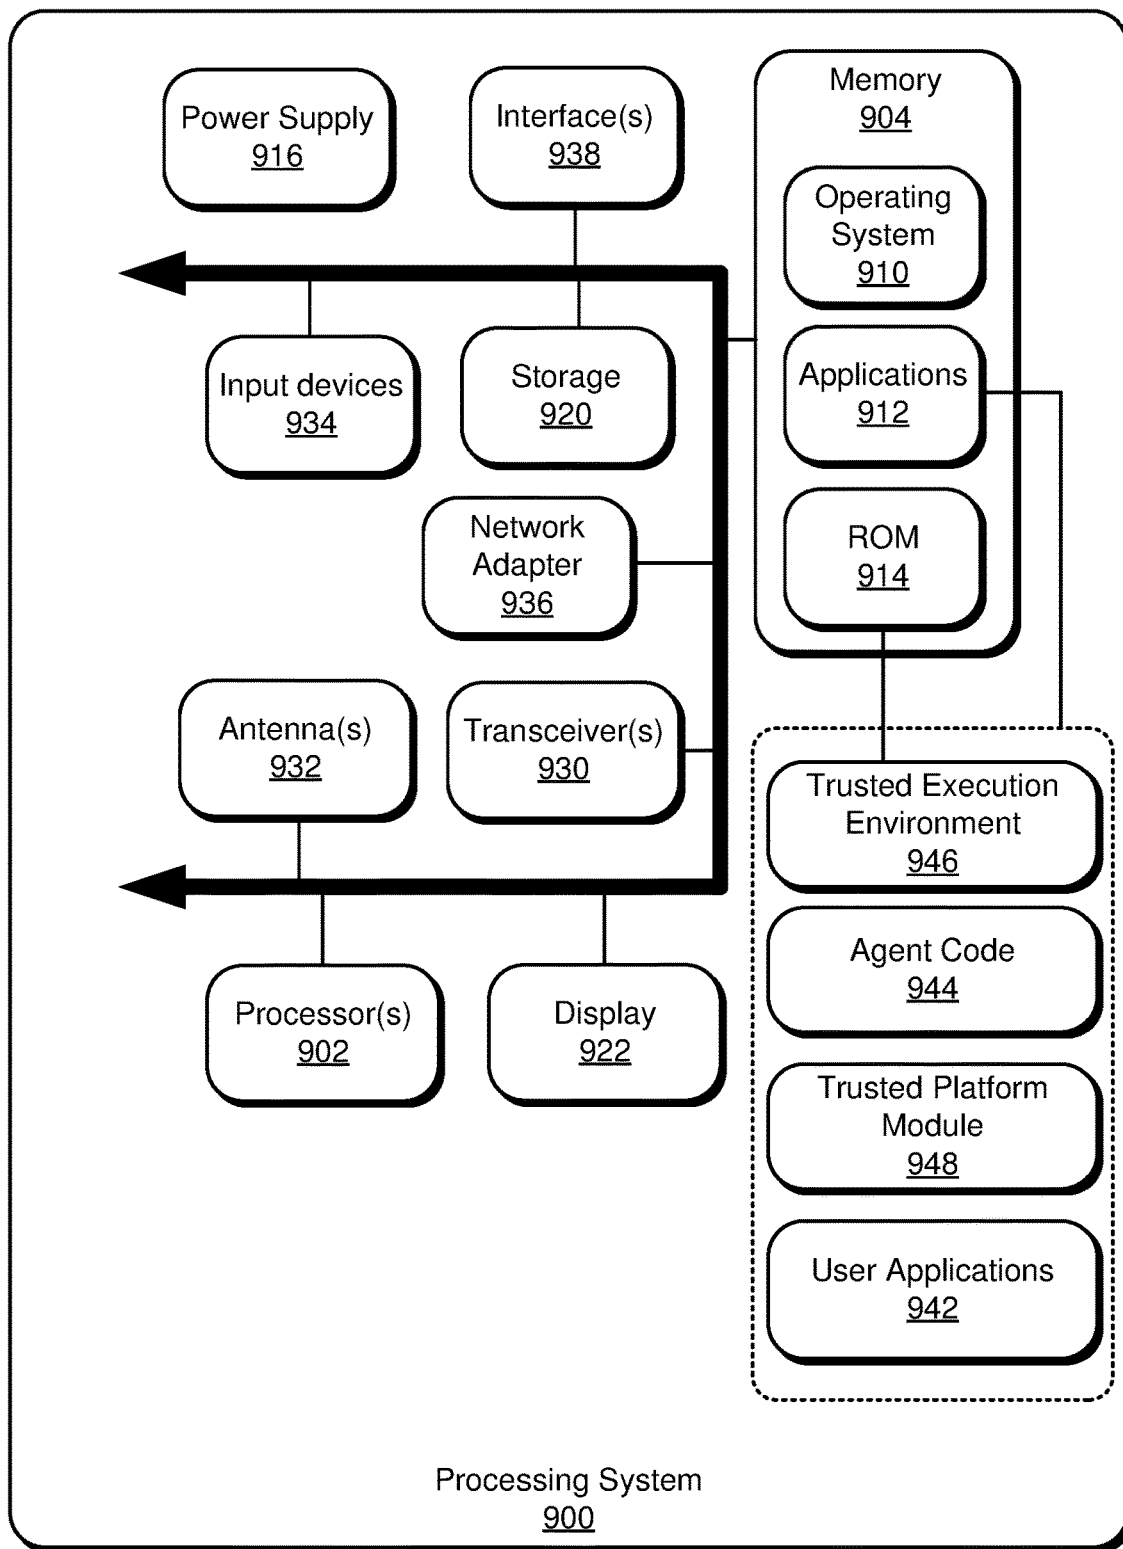 Power Supply
916
Interface(s)
938
Memory
904
Operating
System
910
Input devices
934
Storage
920
Applications
912
Network
Adapter
936
ROM
914
Antenna(s)
932
Transceiver(s)
930
Trusted Execution
Environment
946
Agent Code
944
Processor(s)
902
Display
922
Trusted Platform
Module
948
User Applications
942
Processing System
900